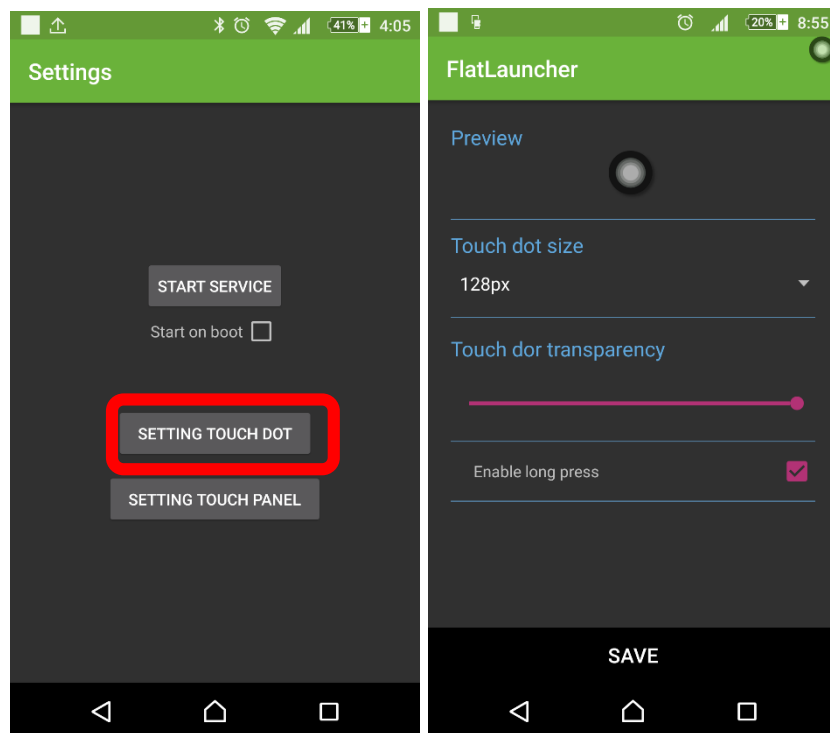 41% 4:05
Settings
START SERVICE
Start on boot
SETTING TOUCH DOT
SETTING TOUCH PANEL
20% 8:55
FlatLauncher
Preview
Touch dot size
128px
Touch dor transparency
Enable long press
SAVE